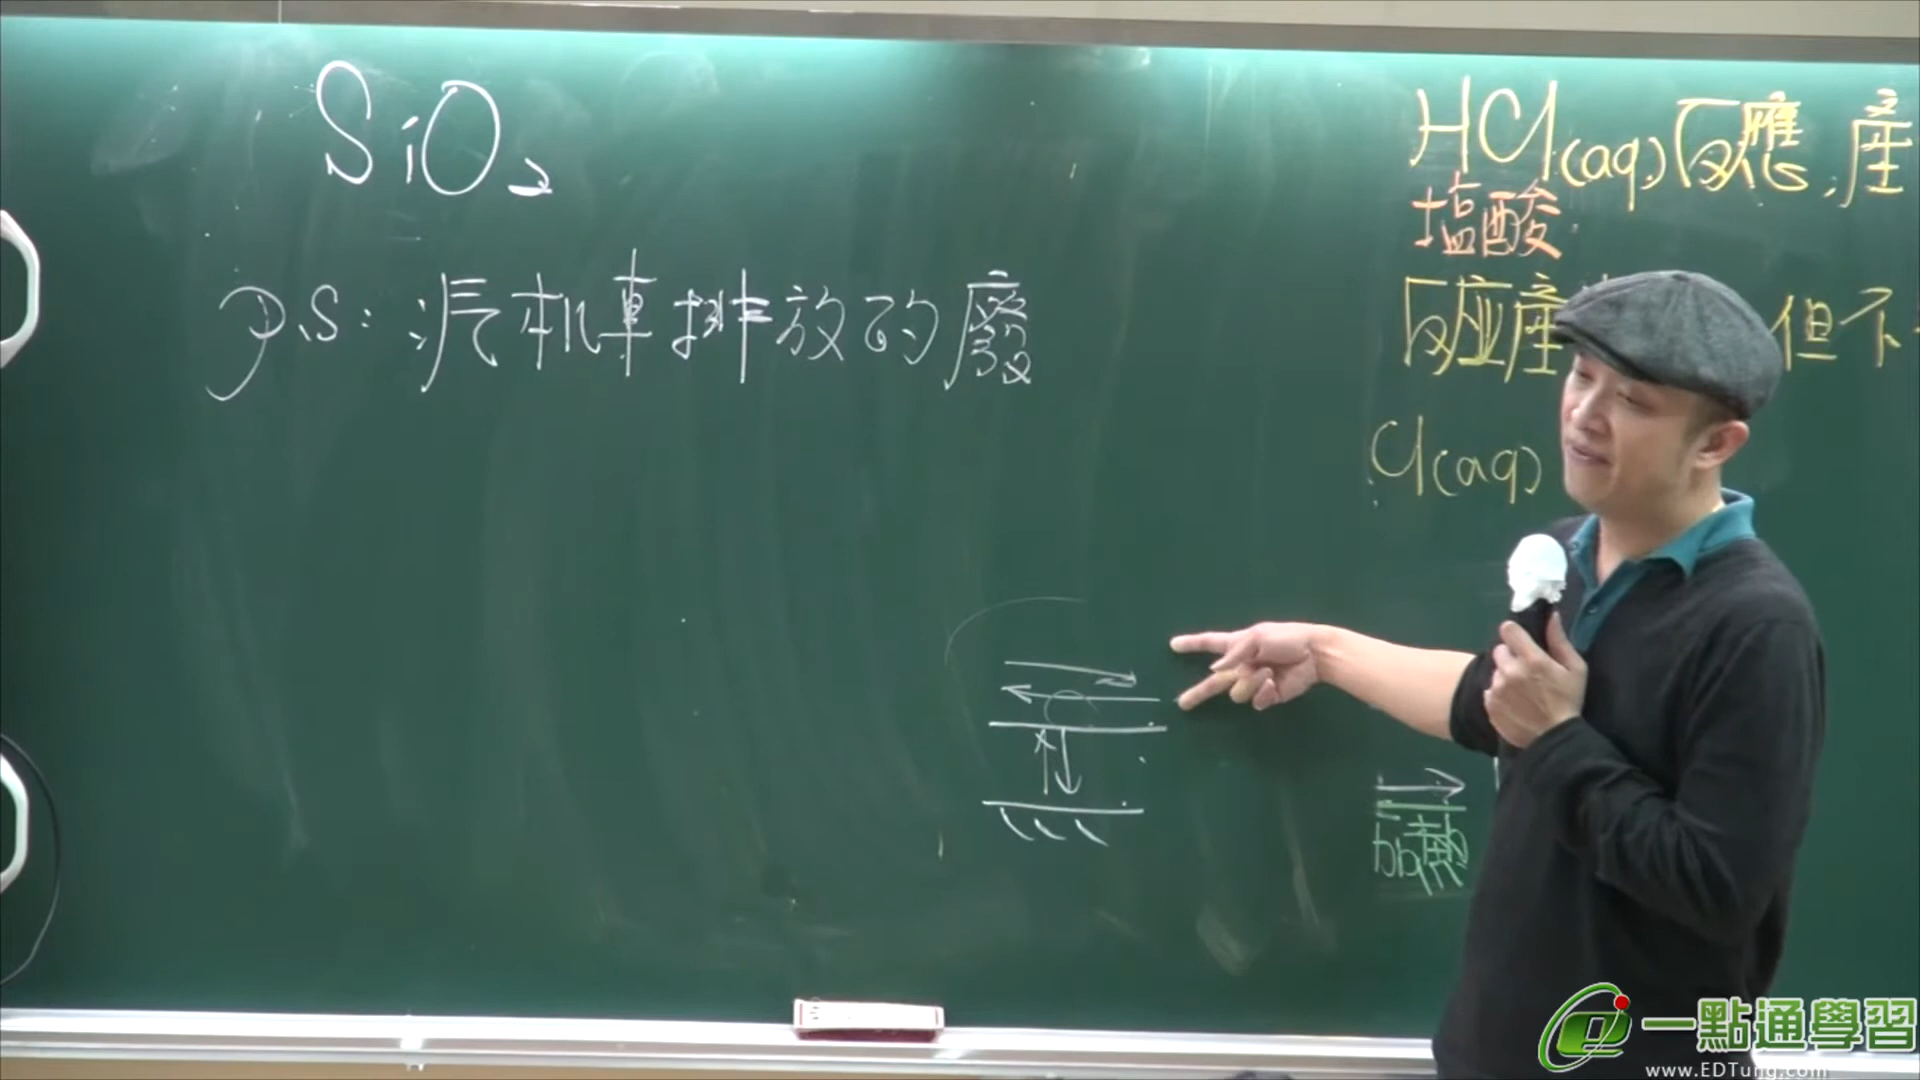 SiO₂
P.S: 汽机車排放的廢
HCl(aq)反應,產
塩酸
反应產
但不
Cl(aq)
加熱
一點通學習
www.EDTung.com